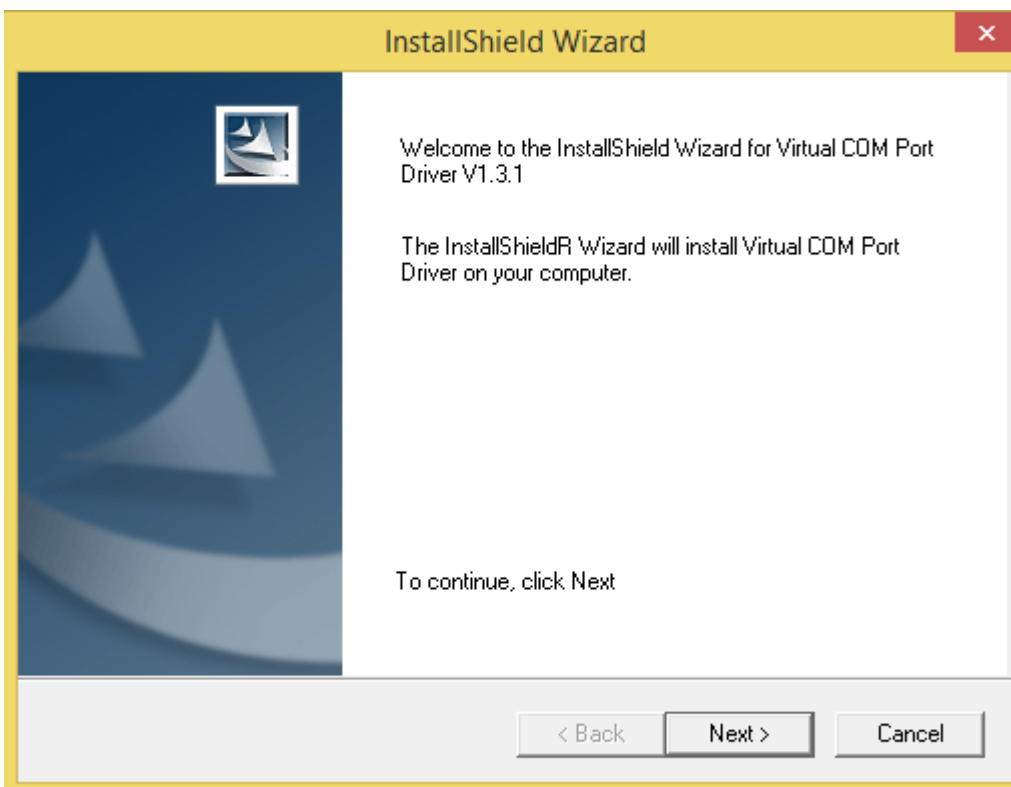 InstallShield Wizard
Welcome to the InstallShield Wizard for Virtual COM Port
Driver V1.3.1
The InstallShieldR Wizard will install Virtual COM Port
Driver on your computer.
To continue, click Next
< Back
Next >
Cancel